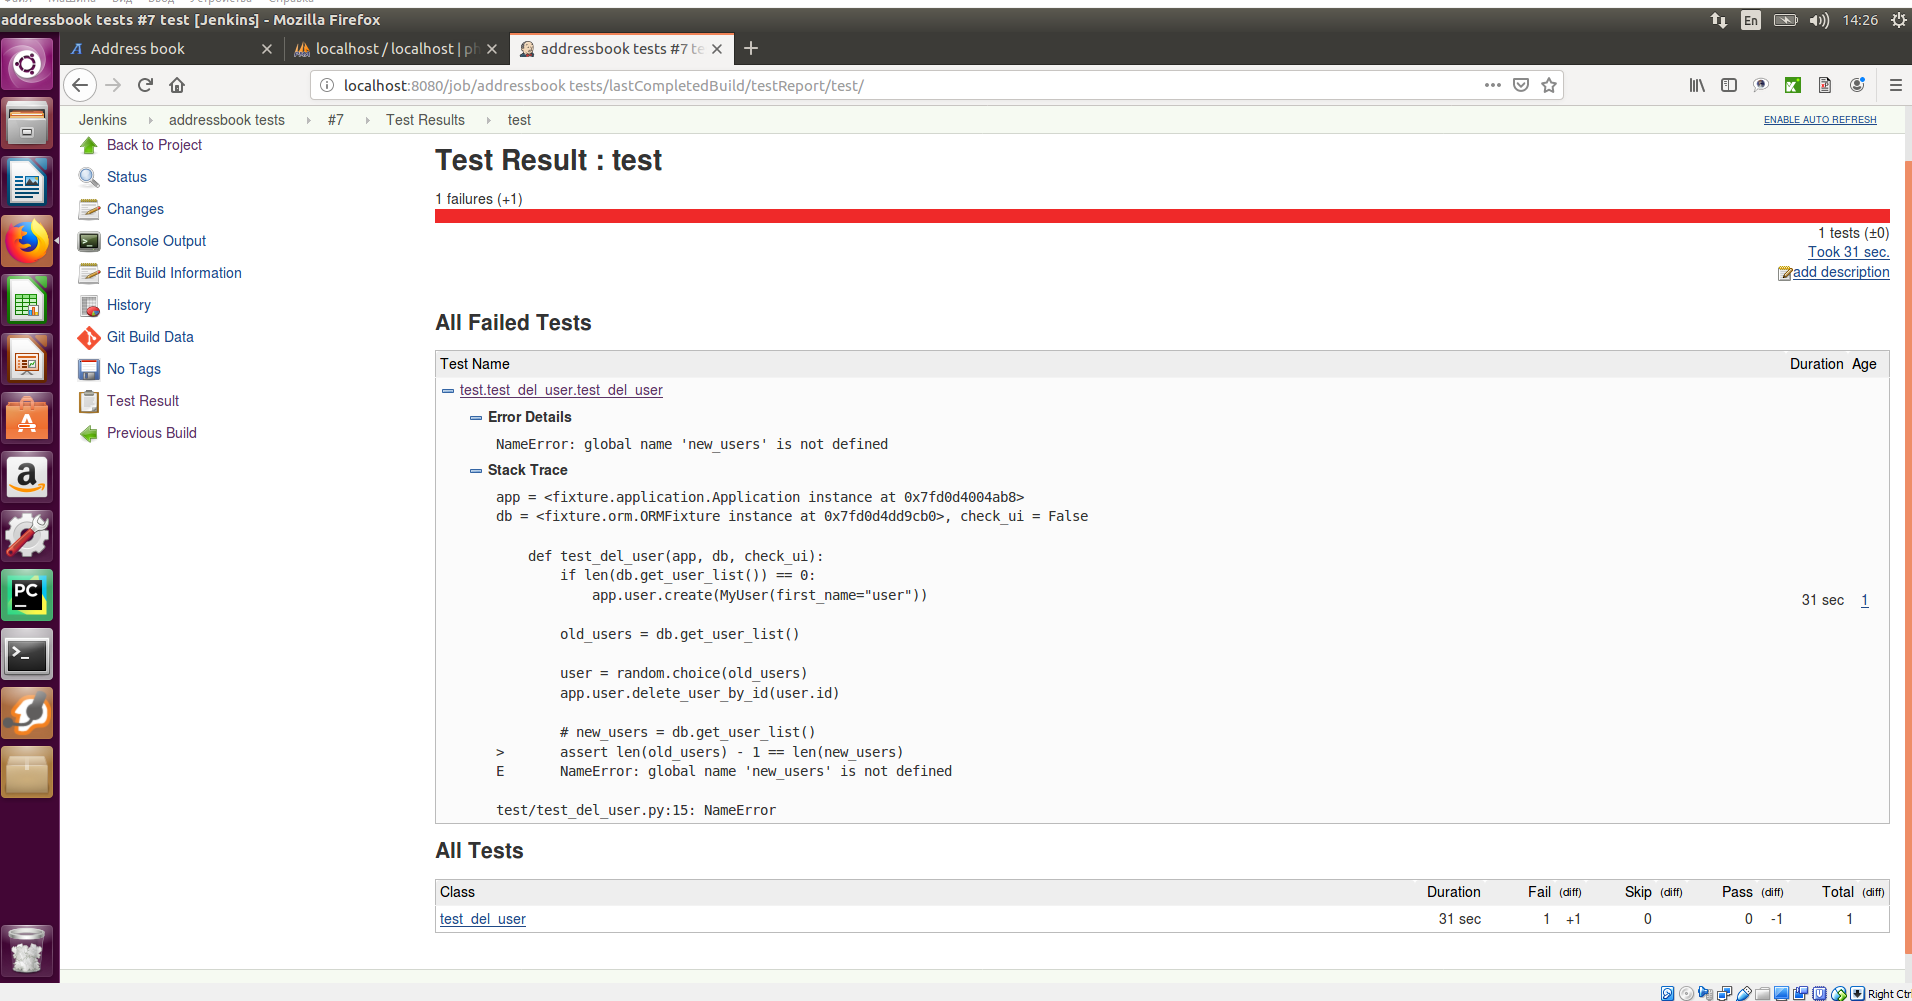 addressbook tests #7 test [Jenkins] - Mozilla Firefox
En
14:26
Address book
localhost / localhost | ph
addressbook tests #7 te
localhost:8080/job/addressbook tests/lastCompletedBuild/testReport/test/
Jenkins
addressbook tests
#7
Test Results
test
ENABLE AUTO REFRESH
Back to Project
Status
Changes
Console Output
Edit Build Information
History
Git Build Data
No Tags
Test Result
Previous Build
Test Result : test
1 failures (+1)
1 tests (±0)
Took 31 sec.
add description
All Failed Tests
Test Name Duration Age
test.test_del_user.test_del_user
Error Details
NameError: global name 'new_users' is not defined
Stack Trace
app = <fixture.application.Application instance at 0x7fd0d4004ab8>
db = <fixture.orm.ORMFixture instance at 0x7fd0d4dd9cb0>, check_ui = False
def test_del_user(app, db, check_ui):
if len(db.get_user_list()) == 0:
app.user.create(MyUser(first_name="user"))
old_users = db.get_user_list()
user = random.choice(old_users)
app.user.delete_user_by_id(user.id)
# new_users = db.get_user_list()
> assert len(old_users) - 1 == len(new_users)
E NameError: global name 'new_users' is not defined
test/test_del_user.py:15: NameError
31 sec 1
All Tests
Class Duration Fail (diff) Skip (diff) Pass (diff) Total (diff)
test_del_user 31 sec 1 +1 0 0 -1 1
Right Ctrl